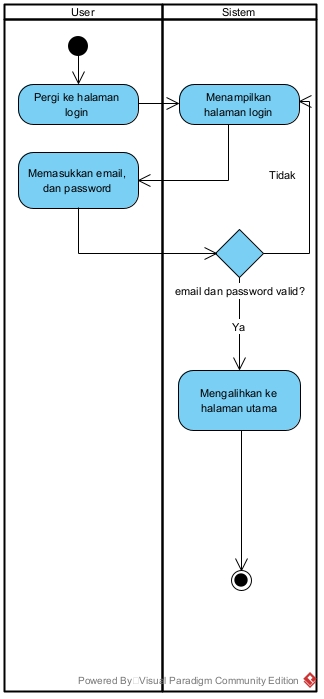 User
Sistem
Pergi ke halaman
login
Menampilkan
halaman login
Memasukkan email,
dan password
Tidak
email dan password valid?
Ya
Mengalihkan ke
halaman utama
Powered By Visual Paradigm Community Edition